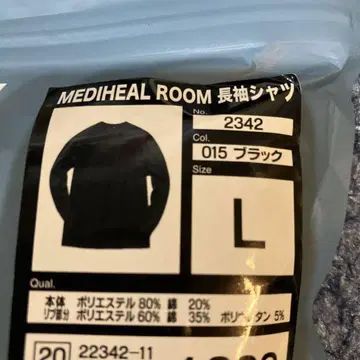 MEDIHEAL ROOM 長袖シャツ
No.
2342
Col.
015 ブラック
Size
L
Qual.
本体 ポリエステル 80% 綿 20%
リブ部分 ポリエステル 60% 綿 35% ポリウレタン 5%
20 22342-11